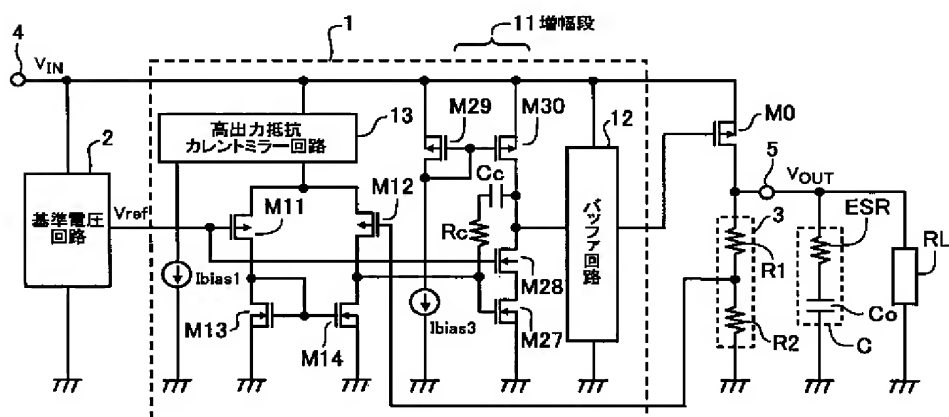 1
11 増幅段
4
VIN
M29
M30
12
M0
高出力抵抗
カレントミラー回路
13
2
5
VOUT
Cc
M12
バッファ回路
3
ESR
基準電圧
回路
Vref
M11
Rc
R1
RL
M28
Ibias1
Ibias3
Co
M13
M27
R2
C
M14